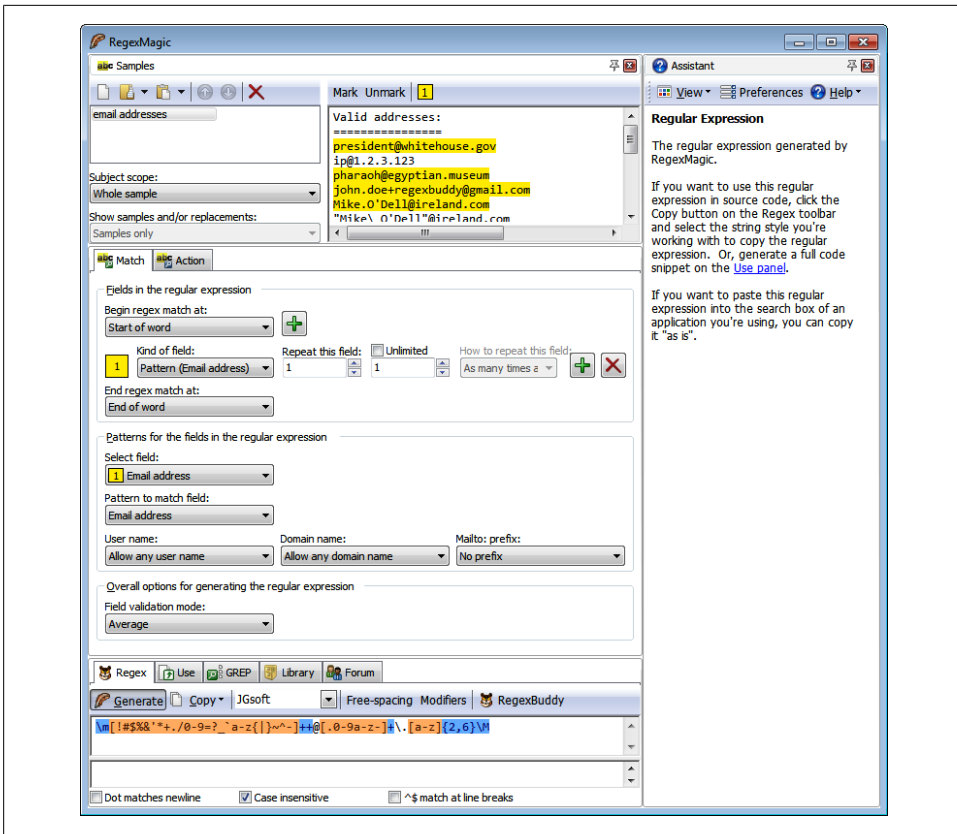 RegexMagic
abc Samples
Mark Unmark 1
email addresses
Subject scope:
Whole sample
Show samples and/or replacements:
Samples only
Valid addresses:
================
president@whitehouse.gov
ip@1.2.3.123
pharaoh@egyptian.museum
john.doe+regexbuddy@gmail.com
Mike.O'Dell@ireland.com
"Mike\ O'Dell"@ireland.com
abc Match abc Action
Fields in the regular expression
Begin regex match at:
Start of word
Kind of field: Repeat this field: Unlimited How to repeat this field:
1 Pattern (Email address) 1 1 As many times a
End regex match at:
End of word
Patterns for the fields in the regular expression
Select field:
1 Email address
Pattern to match field:
Email address
User name: Domain name: Mailto: prefix:
Allow any user name Allow any domain name No prefix
Overall options for generating the regular expression
Field validation mode:
Average
Regex Use GREP Library Forum
Generate Copy JGsoft Free-spacing Modifiers RegexBuddy
\m[!#$%&'*+./0-9=?_`a-z{|}~^-]++@[.0-9a-z-]+\.[a-z]{2,6}\M
Dot matches newline Case insensitive ^$ match at line breaks
Assistant
View Preferences Help
Regular Expression
The regular expression generated by
RegexMagic.
If you want to use this regular
expression in source code, click the
Copy button on the Regex toolbar
and select the string style you're
working with to copy the regular
expression. Or, generate a full code
snippet on the Use panel.
If you want to paste this regular
expression into the search box of an
application you're using, you can copy
it "as is".